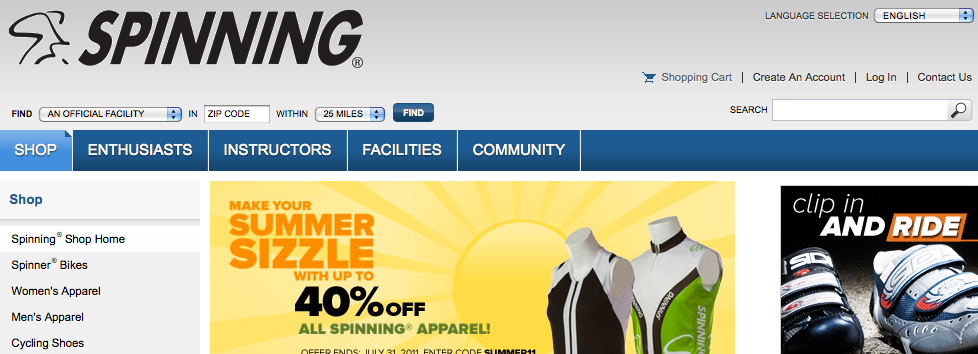 SPINNING®
LANGUAGE SELECTION ENGLISH
Shopping Cart | Create An Account | Log In | Contact Us
FIND AN OFFICIAL FACILITY IN ZIP CODE WITHIN 25 MILES FIND
SEARCH
SHOP ENTHUSIASTS INSTRUCTORS FACILITIES COMMUNITY
Shop
Spinning® Shop Home
Spinner® Bikes
Women's Apparel
Men's Apparel
Cycling Shoes
MAKE YOUR
SUMMER
SIZZLE
WITH UP TO
40% OFF
ALL SPINNING® APPAREL!
OFFER ENDS: JULY 31, 2011. ENTER CODE SUMMER11
SPINNING
SPINNING
clip in
AND RIDE
SIDI